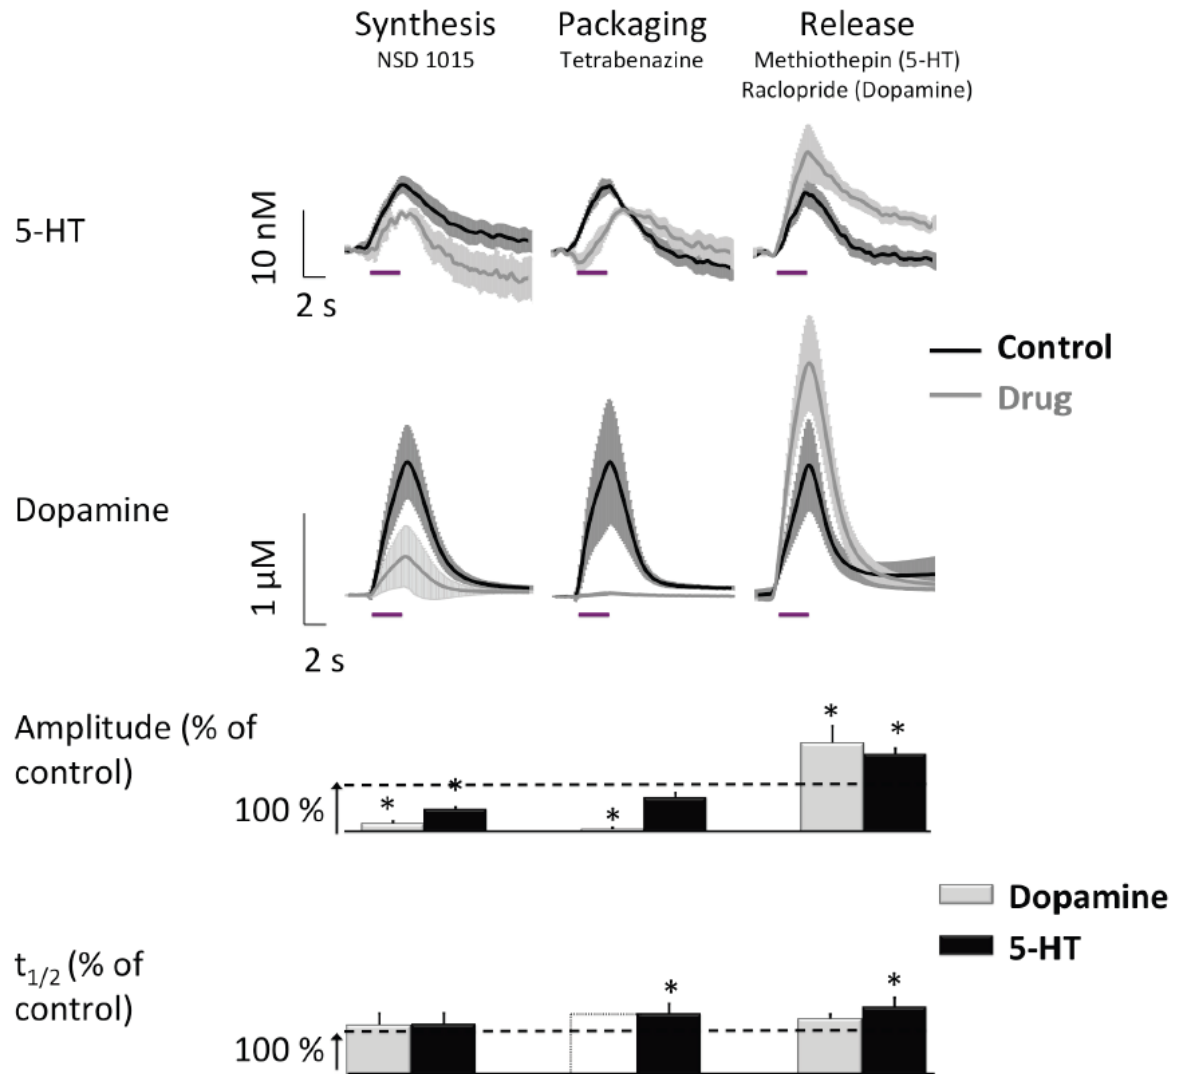 Synthesis
NSD 1015
Packaging
Tetrabenazine
Release
Methiothepin (5-HT)
Raclopride (Dopamine)
5-HT
10 nM
2 s
Control
Drug
Dopamine
1 µM
2 s
Amplitude (% of
control)
100 %
*
*
*
*
*
Dopamine
5-HT
t1/2 (% of
control)
100 %
*
*